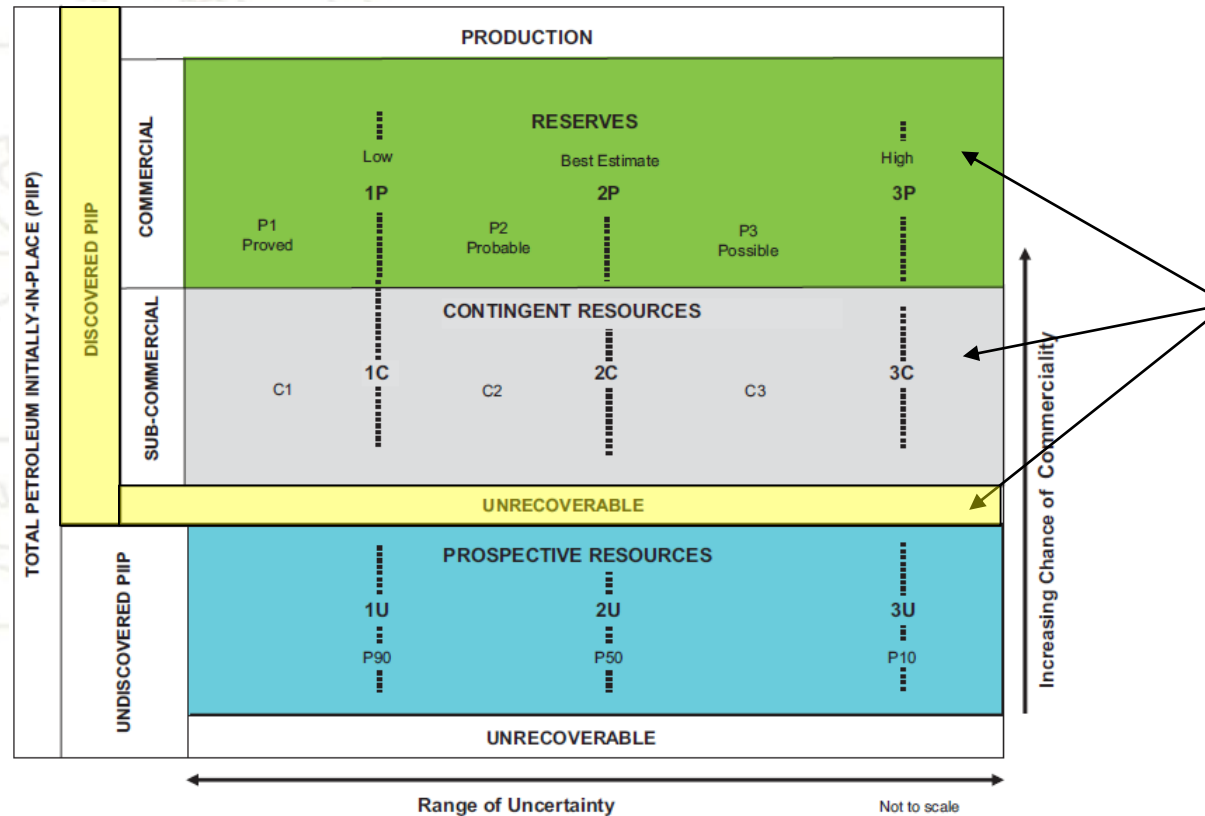 PRODUCTION
TOTAL PETROLEUM INITIALLY-IN-PLACE (PIIP)
DISCOVERED PIIP
COMMERCIAL
RESERVES
Low
Best Estimate
High
1P
2P
3P
P1
Proved
P2
Probable
P3
Possible
SUB-COMMERCIAL
CONTINGENT RESOURCES
1C
2C
3C
C1
C2
C3
UNRECOVERABLE
UNDISCOVERED PIIP
PROSPECTIVE RESOURCES
1U
2U
3U
P90
P50
P10
UNRECOVERABLE
Increasing Chance of Commerciality
Range of Uncertainty
Not to scale